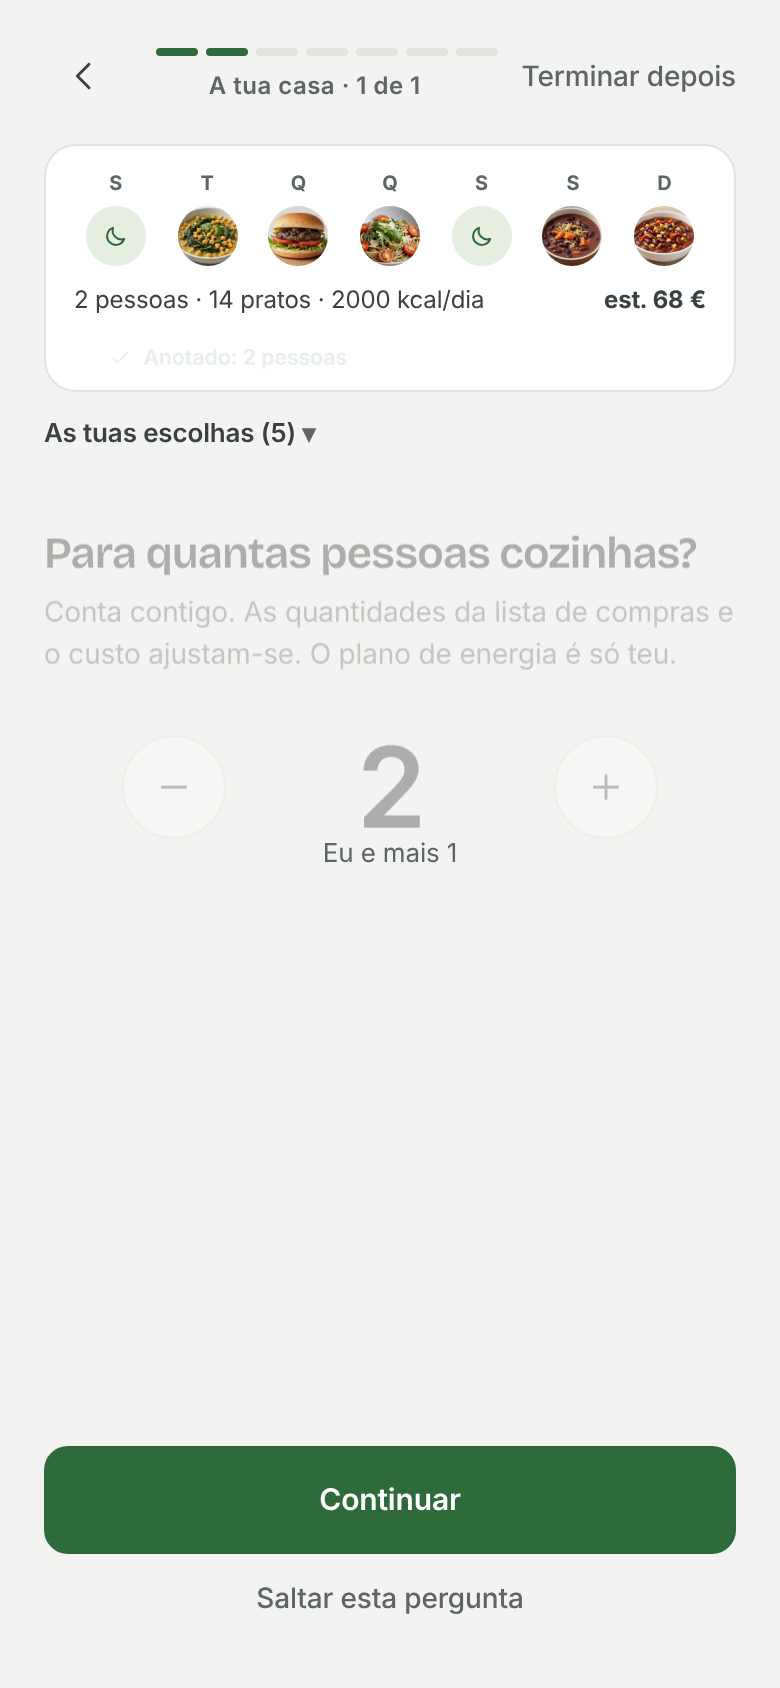 A tua casa · 1 de 1
Terminar depois
S T Q Q S S D
2 pessoas · 14 pratos · 2000 kcal/dia est. 68 €
Anotado: 2 pessoas
As tuas escolhas (5) ▾
Para quantas pessoas cozinhas?
Conta contigo. As quantidades da lista de compras e
o custo ajustam-se. O plano de energia é só teu.
− 2 +
Eu e mais 1
Continuar
Saltar esta pergunta